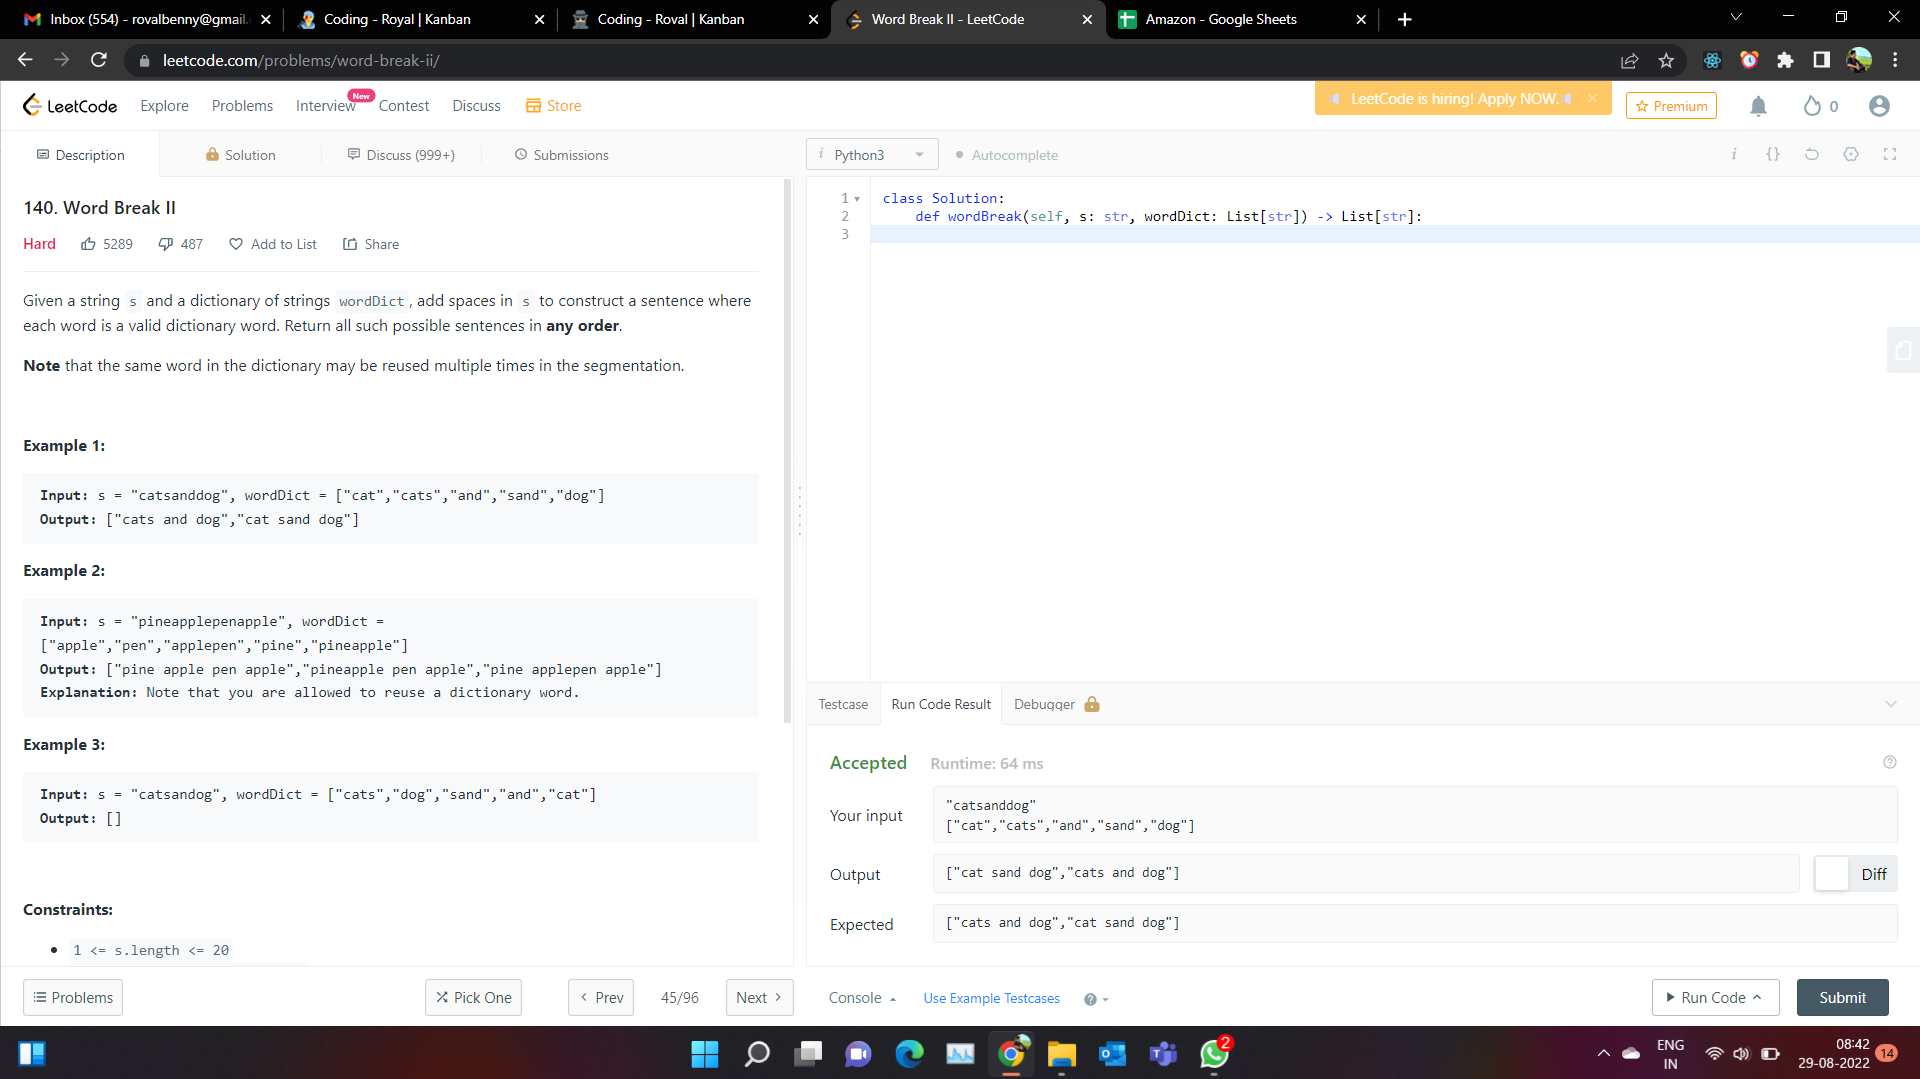 Inbox (554) - rovalbenny@gmail.
Coding - Royal | Kanban
Coding - Roval | Kanban
Word Break II - LeetCode
Amazon - Google Sheets
leetcode.com/problems/word-break-ii/
LeetCode
Explore
Problems
Interview
New
Contest
Discuss
Store
LeetCode is hiring! Apply NOW.
Premium
0
Description
Solution
Discuss (999+)
Submissions
i Python3
Autocomplete
i
{}
140. Word Break II
Hard
5289
487
Add to List
Share
Given a string s and a dictionary of strings wordDict, add spaces in s to construct a sentence where
each word is a valid dictionary word. Return all such possible sentences in any order.
Note that the same word in the dictionary may be reused multiple times in the segmentation.
Example 1:
Input: s = "catsanddog", wordDict = ["cat","cats","and","sand","dog"]
Output: ["cats and dog","cat sand dog"]
Example 2:
Input: s = "pineapplepenapple", wordDict =
["apple","pen","applepen","pine","pineapple"]
Output: ["pine apple pen apple","pineapple pen apple","pine applepen apple"]
Explanation: Note that you are allowed to reuse a dictionary word.
Example 3:
Input: s = "catsandog", wordDict = ["cats","dog","sand","and","cat"]
Output: []
Constraints:
1 <= s.length <= 20
Problems
Pick One
Prev
45/96
Next
1 class Solution:
2 def wordBreak(self, s: str, wordDict: List[str]) -> List[str]:
3
Testcase
Run Code Result
Debugger
Accepted
Runtime: 64 ms
Your input
"catsanddog"
["cat","cats","and","sand","dog"]
Output
["cat sand dog","cats and dog"]
Diff
Expected
["cats and dog","cat sand dog"]
Console
Use Example Testcases
Run Code
Submit
2
ENG
IN
08:42
29-08-2022
14